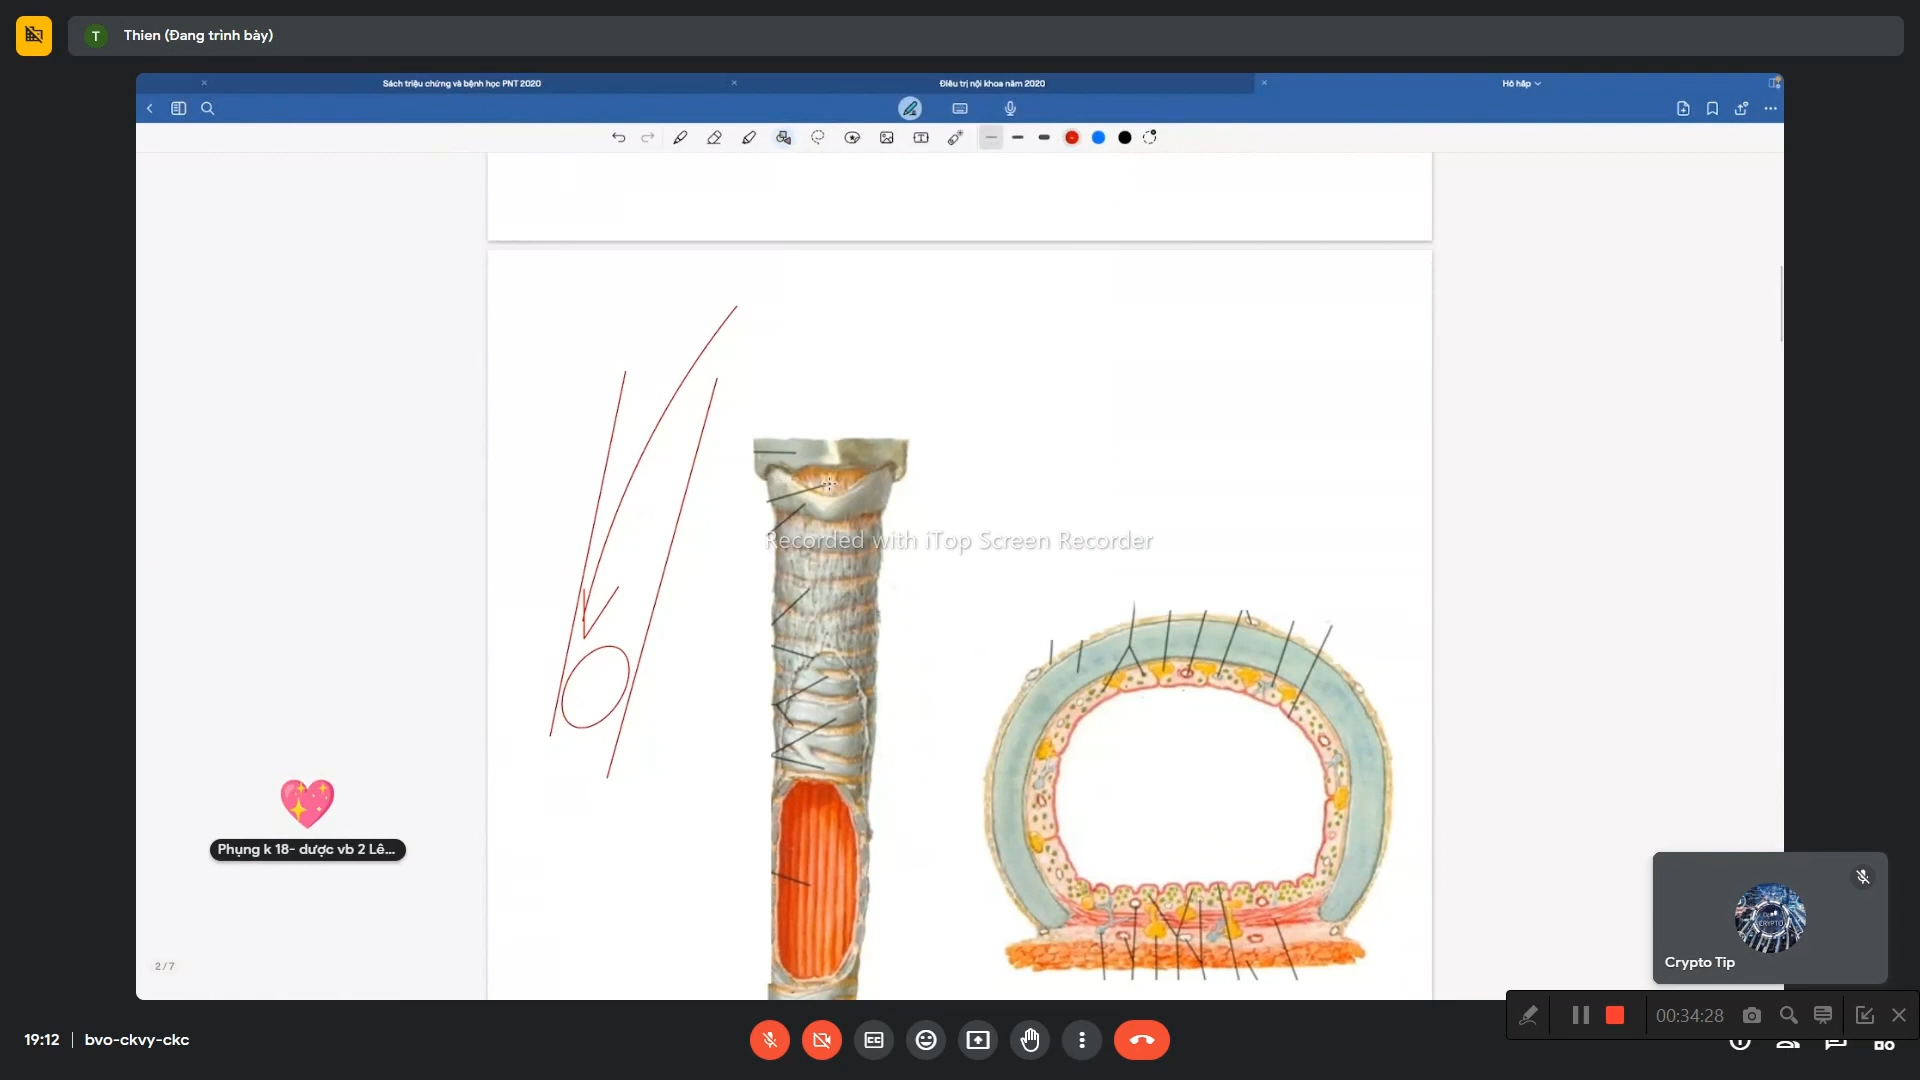 T Thien (Đang trình bày)
Sách triệu chứng và bệnh học PNT 2020
Điều trị nội khoa năm 2020
Hô hấp
Recorded with iTop Screen Recorder
Phụng k 18- dược vb 2 Lê...
2 / 7
Crypto Tip
00:34:28
19:12 bvo-ckvy-ckc